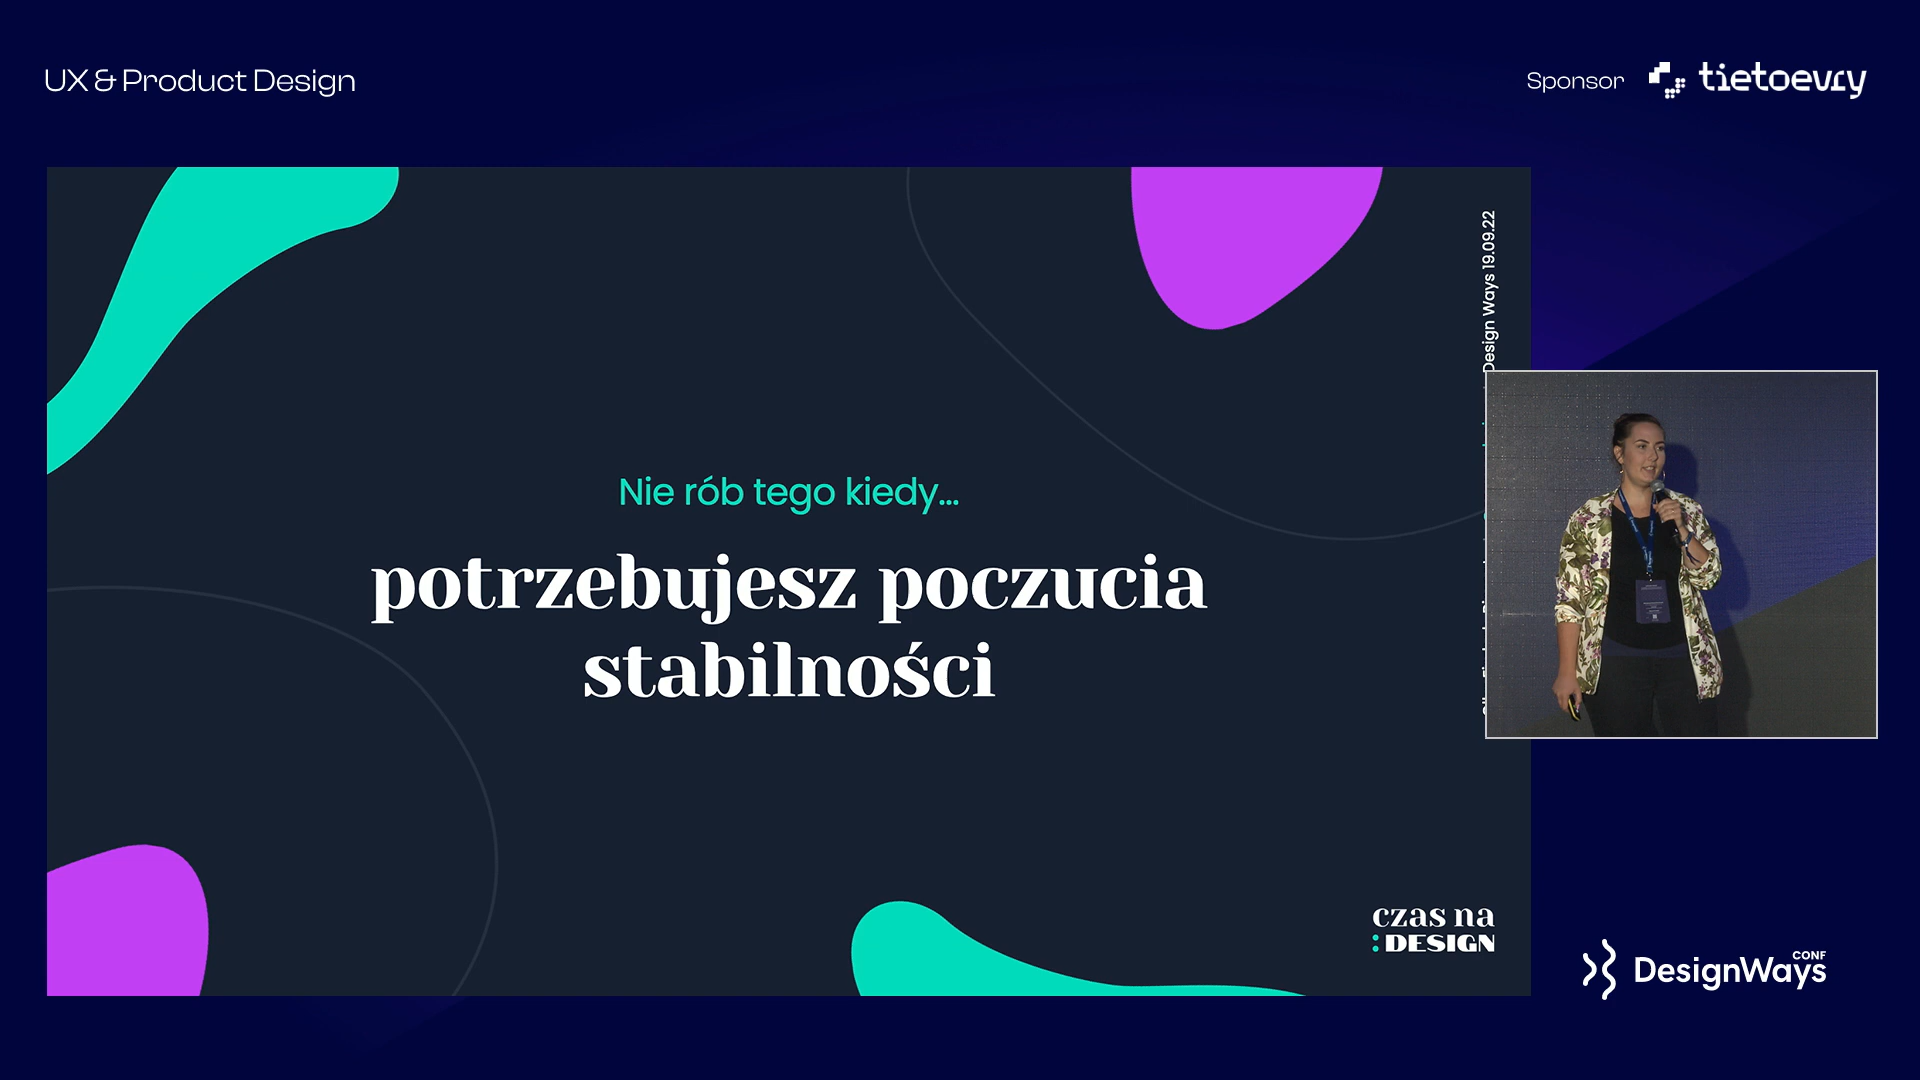 UX & Product Design
Sponsor
tietoevry
Design Ways 19.09.22
Nie rób tego kiedy...
potrzebujesz poczucia
stabilności
czas na
:DESIGN
DesignWays
CONF